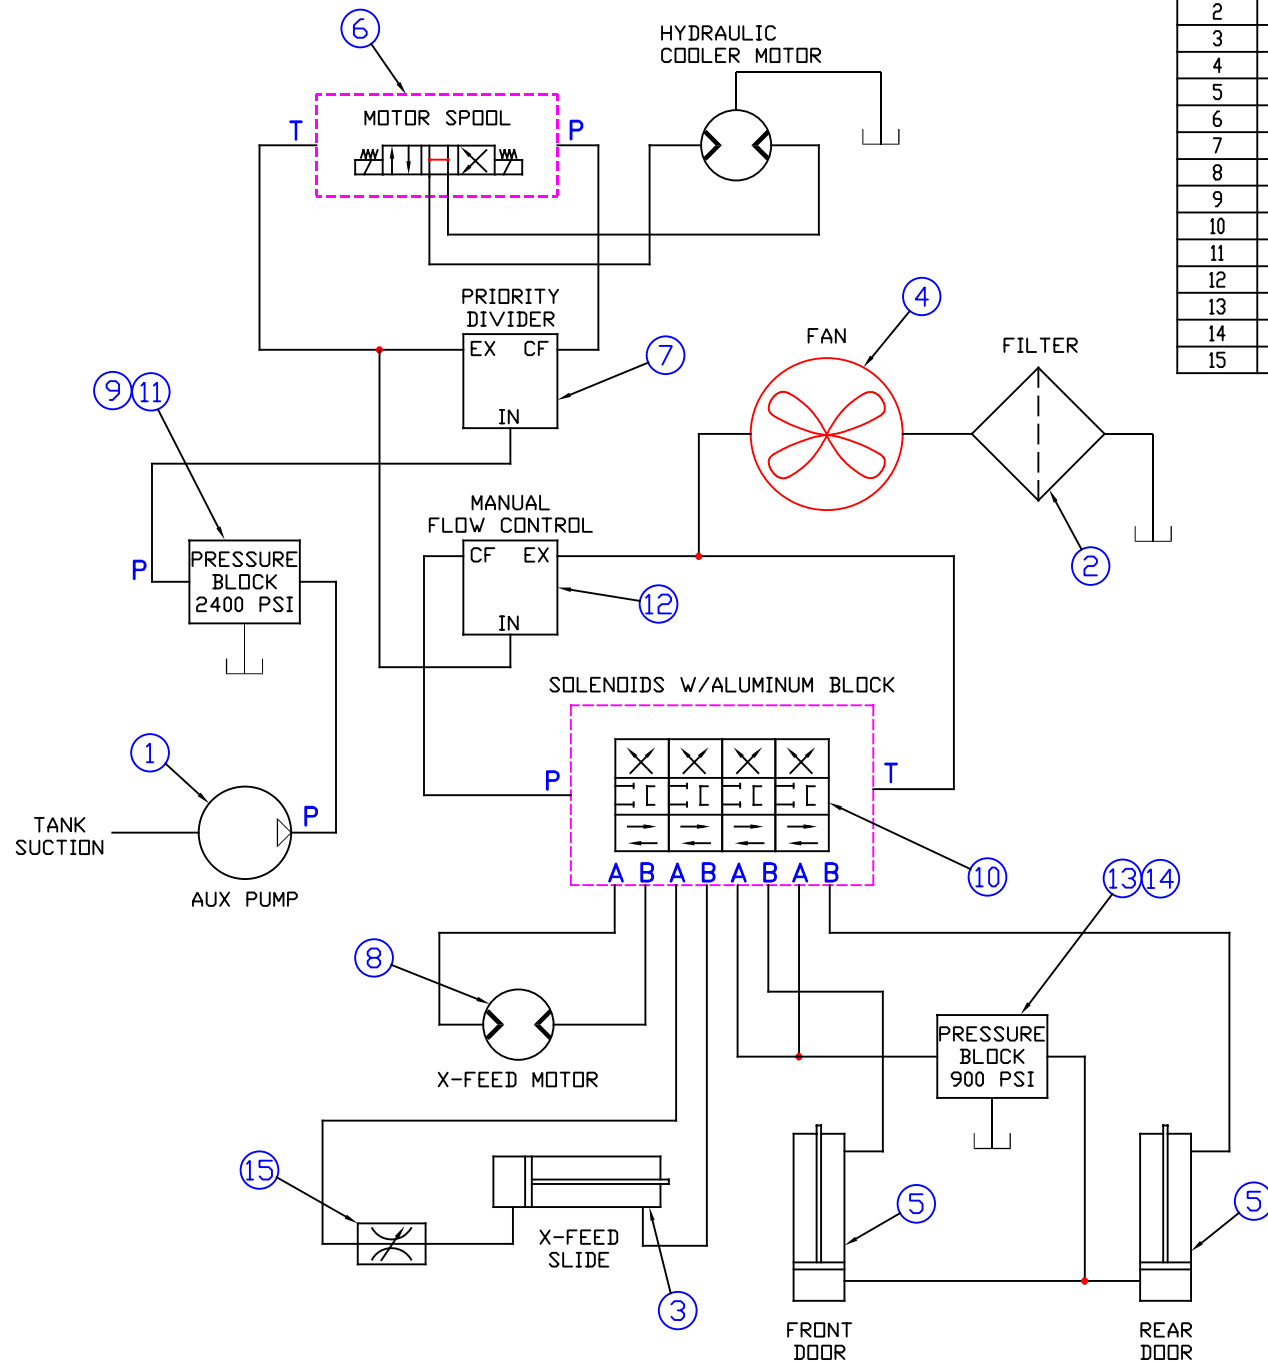 6
HYDRAULIC
COOLER MOTOR
MOTOR SPOOL
T
P
2
3
4
5
6
7
8
9
10
11
12
13
14
15
PRIORITY
DIVIDER
EX CF
IN
7
4
FAN
FILTER
9 11
MANUAL
FLOW CONTROL
CF EX
IN
12
2
P
PRESSURE
BLOCK
2400 PSI
SOLENOIDS W/ALUMINUM BLOCK
P
T
1
P
TANK
SUCTION
AUX PUMP
A B A B A B A B
10
13 14
8
X-FEED MOTOR
PRESSURE
BLOCK
900 PSI
15
X-FEED
SLIDE
3
5
5
FRONT
DOOR
REAR
DOOR